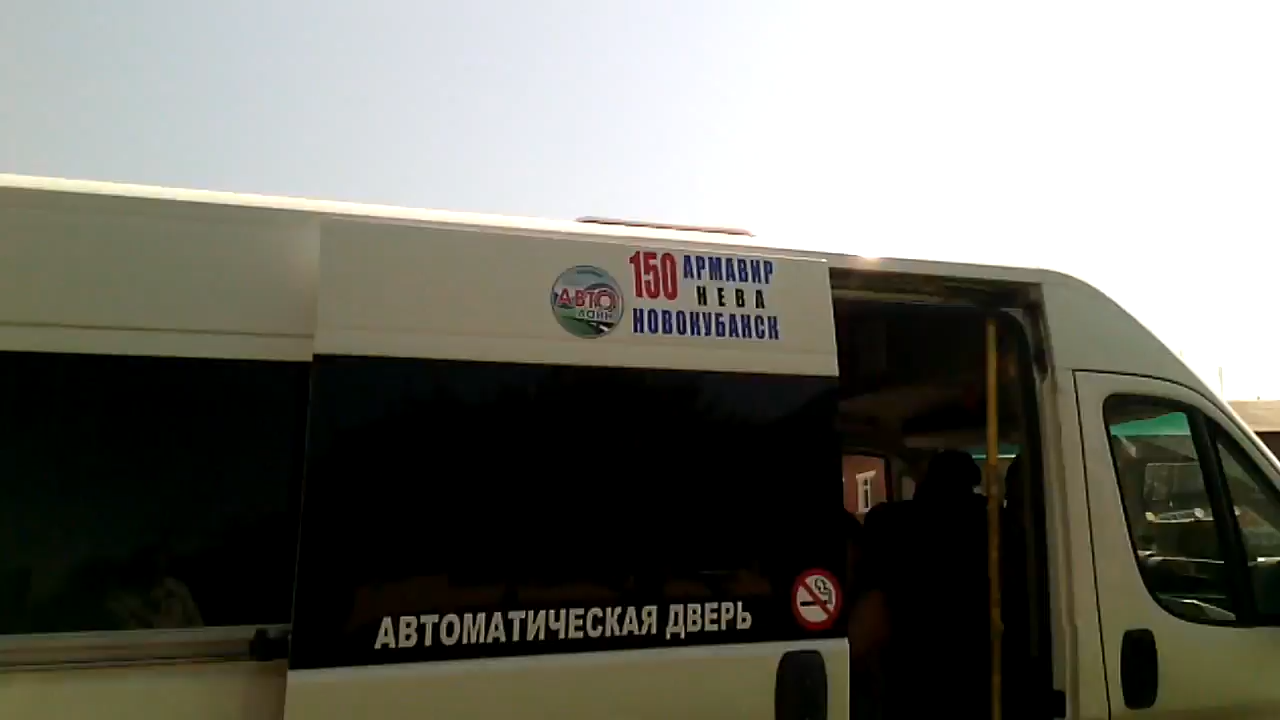 150 АРМАВИР
НЕВА
НОВОКУБАНСК
АВТО
ЛАЙН
АВТОМАТИЧЕСКАЯ ДВЕРЬ